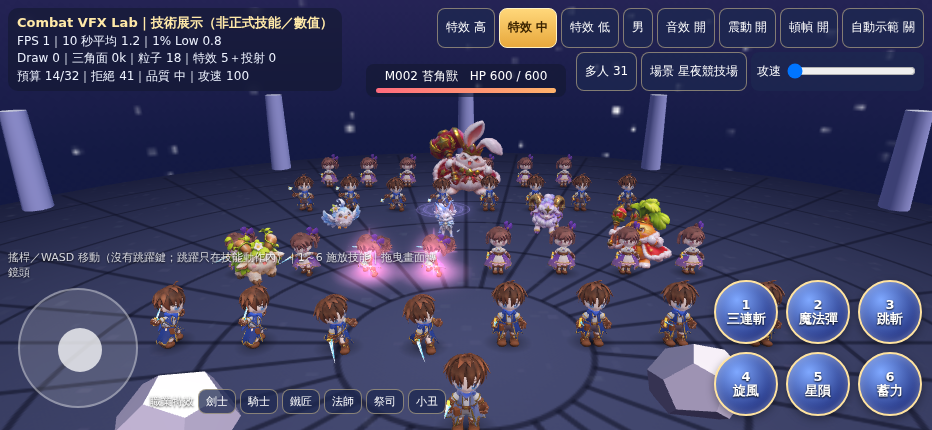 Combat VFX Lab｜技術展示（非正式技能／數值）
FPS 1｜10 秒平均 1.2｜1% Low 0.8
Draw 0｜三角面 0k｜粒子 18｜特效 5＋投射 0
預算 14/32｜拒絕 41｜品質 中｜攻速 100
特效 高
特效 中
特效 低
男
音效 開
震動 開
頓幀 開
自動示範 關
M002 苔角獸 HP 600 / 600
多人 31
場景 星夜競技場
攻速
搖桿／WASD 移動（沒有跳躍鍵；跳躍只在技能動作內）｜1–6 施放技能｜拖曳畫面轉
鏡頭
1
三連斬
2
魔法彈
3
跳斬
4
旋風
5
星隕
6
蓄力
職業特效
劍士
騎士
鐵匠
法師
祭司
小丑